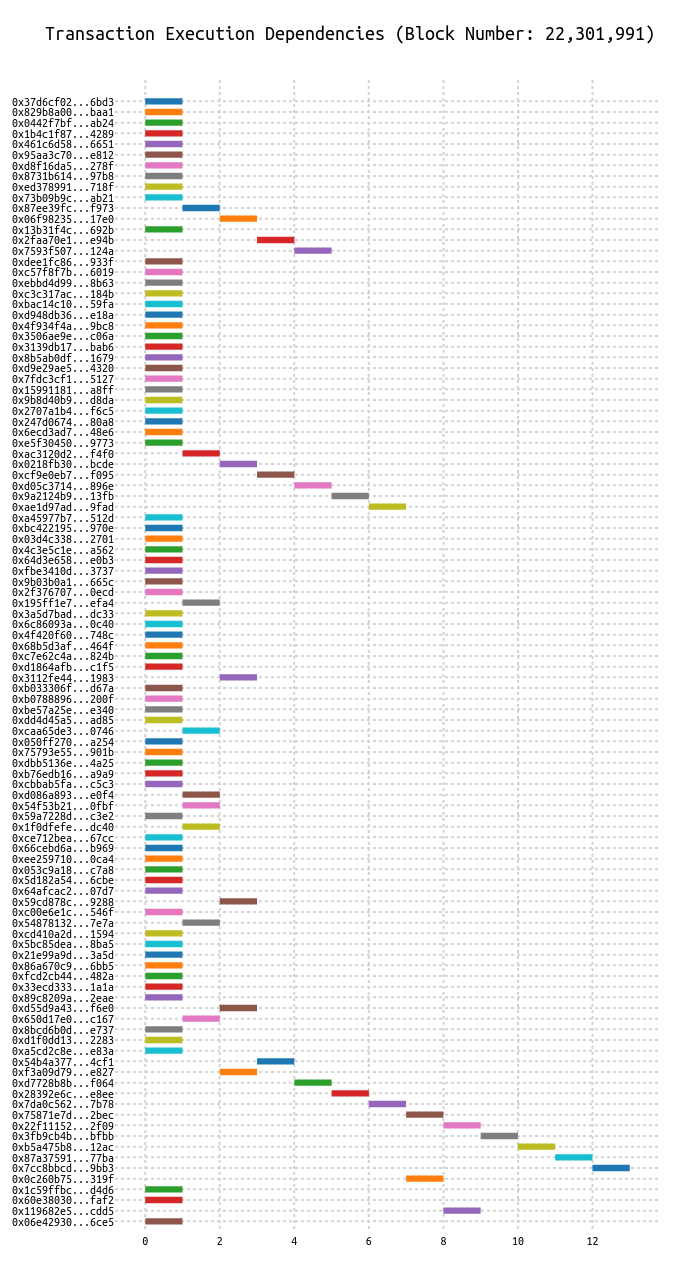 Transaction Execution Dependencies (Block Number: 22,301,991)
0x37d6cf02...6bd3
0x829b8a00...baa1
0x0442f7bf...ab24
0x1b4c1f87...4289
0x461c6d58...6651
0x95aa3c70...e812
0xd8f16da5...278f
0x8731b614...97b8
0xed378991...718f
0x73b09b9c...ab21
0x87ee39fc...f973
0x06f98235...17e0
0x13b31f4c...692b
0x2faa70e1...e94b
0x7593f507...124a
0xdee1fc86...933f
0xc57f8f7b...6019
0xebbd4d99...8b63
0xc3c317ac...184b
0xbac14c10...59fa
0xd948db36...e18a
0x4f934f4a...9bc8
0x3506ae9e...c06a
0x3139db17...bab6
0x8b5ab0df...1679
0xd9e29ae5...4320
0x7fdc3cf1...5127
0x15991181...a8ff
0x9b8d40b9...d8da
0x2707a1b4...f6c5
0x247d0674...80a8
0x6ecd3ad7...48e6
0xe5f30450...9773
0xac3120d2...f4f0
0x0218fb30...bcde
0xcf9e0eb7...f095
0xd05c3714...896e
0x9a2124b9...13fb
0xae1d97ad...9fad
0xa45977b7...512d
0xbc422195...970e
0x03d4c338...2701
0x4c3e5c1e...a562
0x64d3e658...e0b3
0xfbe3410d...3737
0x9b03b0a1...665c
0x2f376707...0ecd
0x195ff1e7...efa4
0x3a5d7bad...dc33
0x6c86093a...0c40
0x4f420f60...748c
0x68b5d3af...464f
0xc7e62c4a...824b
0xd1864afb...c1f5
0x3112fe44...1983
0xb033306f...d67a
0xb0788896...200f
0xbe57a25e...e340
0xdd4d45a5...ad85
0xcaa65de3...0746
0x050ff270...a254
0x75793e55...901b
0xdbb5136e...4a25
0xb76edb16...a9a9
0xcbbab5fa...c5c3
0xd086a893...e0f4
0x54f53b21...0fbf
0x59a7228d...c3e2
0x1f0dfefe...dc40
0xce712bea...67cc
0x66cebd6a...b969
0xee259710...0ca4
0x053c9a18...c7a8
0x5d182a54...6cbe
0x64afcac2...07d7
0x59cd878c...9288
0xc00e6e1c...546f
0x54878132...7e7a
0xcd410a2d...1594
0x5bc85dea...8ba5
0x21e99a9d...3a5d
0x86a670c9...6bb5
0xfcd2cb44...482a
0x33ecd333...1a1a
0x89c8209a...2eae
0xd55d9a43...f6e0
0x650d17e0...c167
0x8bcd6b0d...e737
0xd1f0dd13...2283
0xa5cd2c8e...e83a
0x54b4a377...4cf1
0xf3a09d79...e827
0xd7728b8b...f064
0x28392e6c...e8ee
0x7da0c562...7b78
0x75871e7d...2bec
0x22f11152...2f09
0x3fb9cb4b...bfbb
0xb5a475b8...12ac
0x87a37591...77ba
0x7cc8bbcd...9bb3
0x0c260b75...319f
0x1c59ffbc...d4d6
0x60e38030...faf2
0x119682e5...cdd5
0x06e42930...6ce5
0 2 4 6 8 10 12